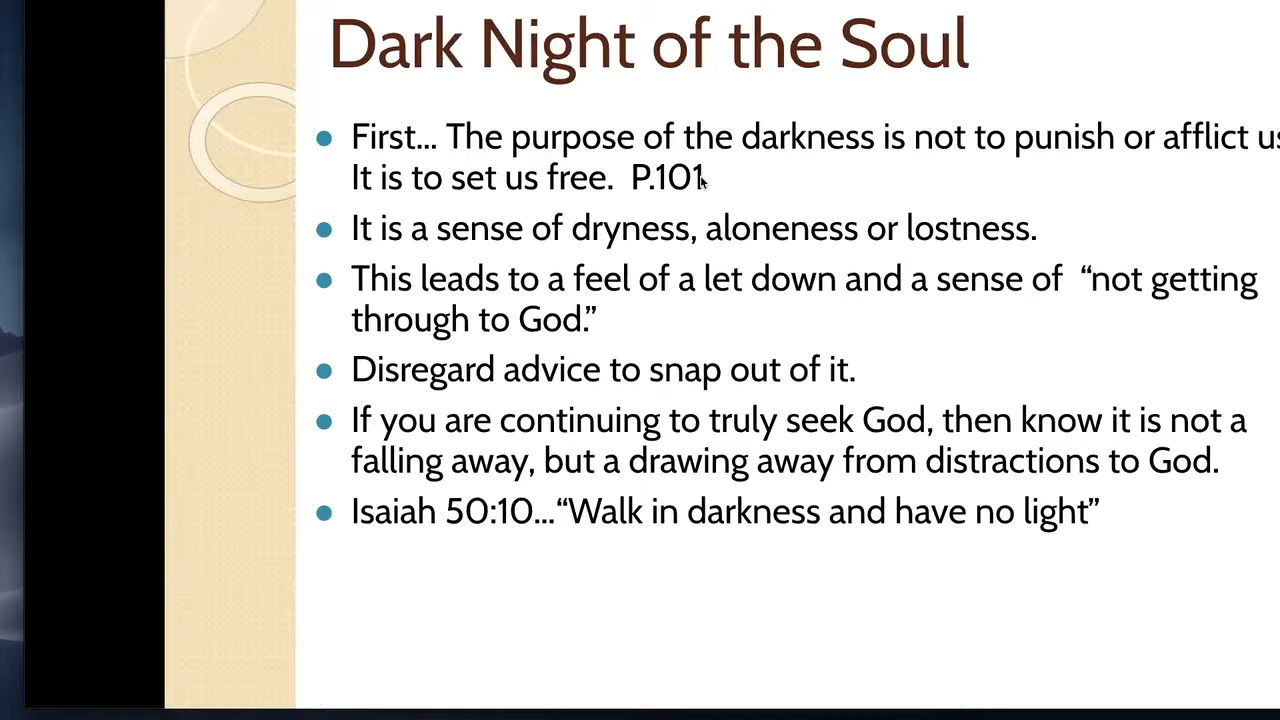 Dark Night of the Soul
First... The purpose of the darkness is not to punish or afflict us
It is to set us free.  P.101
It is a sense of dryness, aloneness or lostness.
This leads to a feel of a let down and a sense of  “not getting
through to God.”
Disregard advice to snap out of it.
If you are continuing to truly seek God, then know it is not a
falling away, but a drawing away from distractions to God.
Isaiah 50:10...“Walk in darkness and have no light”